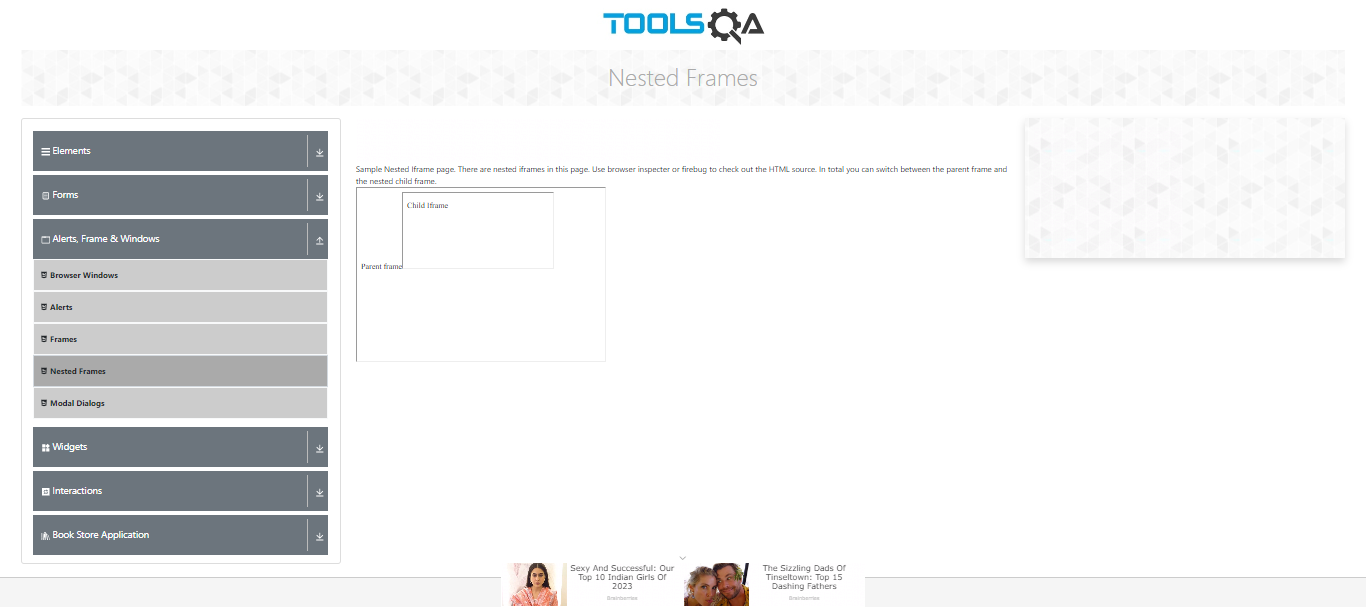 TOOLSQA
Nested Frames
Elements
Forms
Alerts, Frame & Windows
Browser Windows
Alerts
Frames
Nested Frames
Modal Dialogs
Widgets
Interactions
Book Store Application
Sample Nested Iframe page. There are nested iframes in this page. Use browser inspecter or firebug to check out the HTML source. In total you can switch between the parent frame and
the nested child frame.
Child Iframe
Parent frame
Sexy And Successful: Our
Top 10 Indian Girls Of
2023
Brainberries
The Sizzling Dads Of
Tinseltown: Top 15
Dashing Fathers
Brainberries